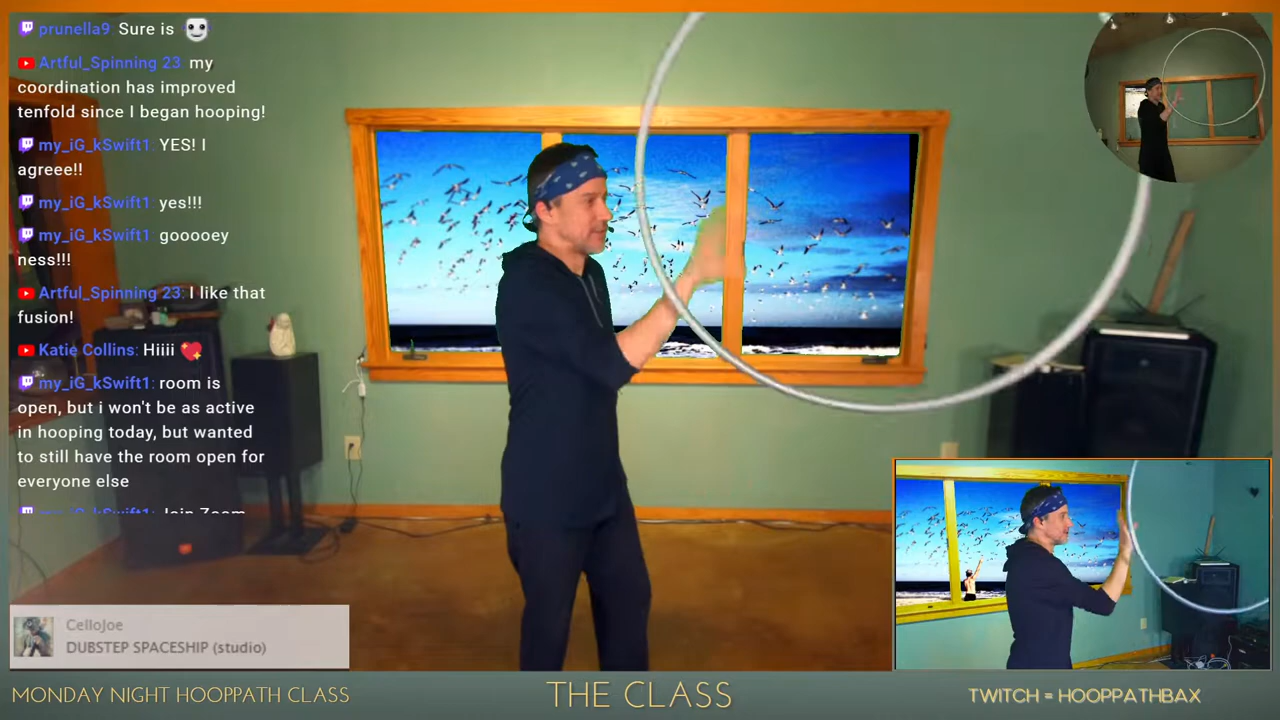 prunella9 Sure is
Artful_Spinning 23 my
coordination has improved
tenfold since I began hooping!
my_iG_kSwift1: YES! I
agreee!!
my_iG_kSwift1: yes!!!
my_iG_kSwift1 gooooey
ness!!!
Artful_Spinning 23: I like that
fusion!
Katie Collins: Hiiii
my_iG_kSwift1: room is
open, but i won't be as active
in hooping today, but wanted
to still have the room open for
everyone else
my_iG_kSwift1: Join Zoom
CelloJoe
DUBSTEP SPACESHIP (studio)
MONDAY NIGHT HOOPPATH CLASS
THE CLASS
TWITCH = HOOPPATHBAX